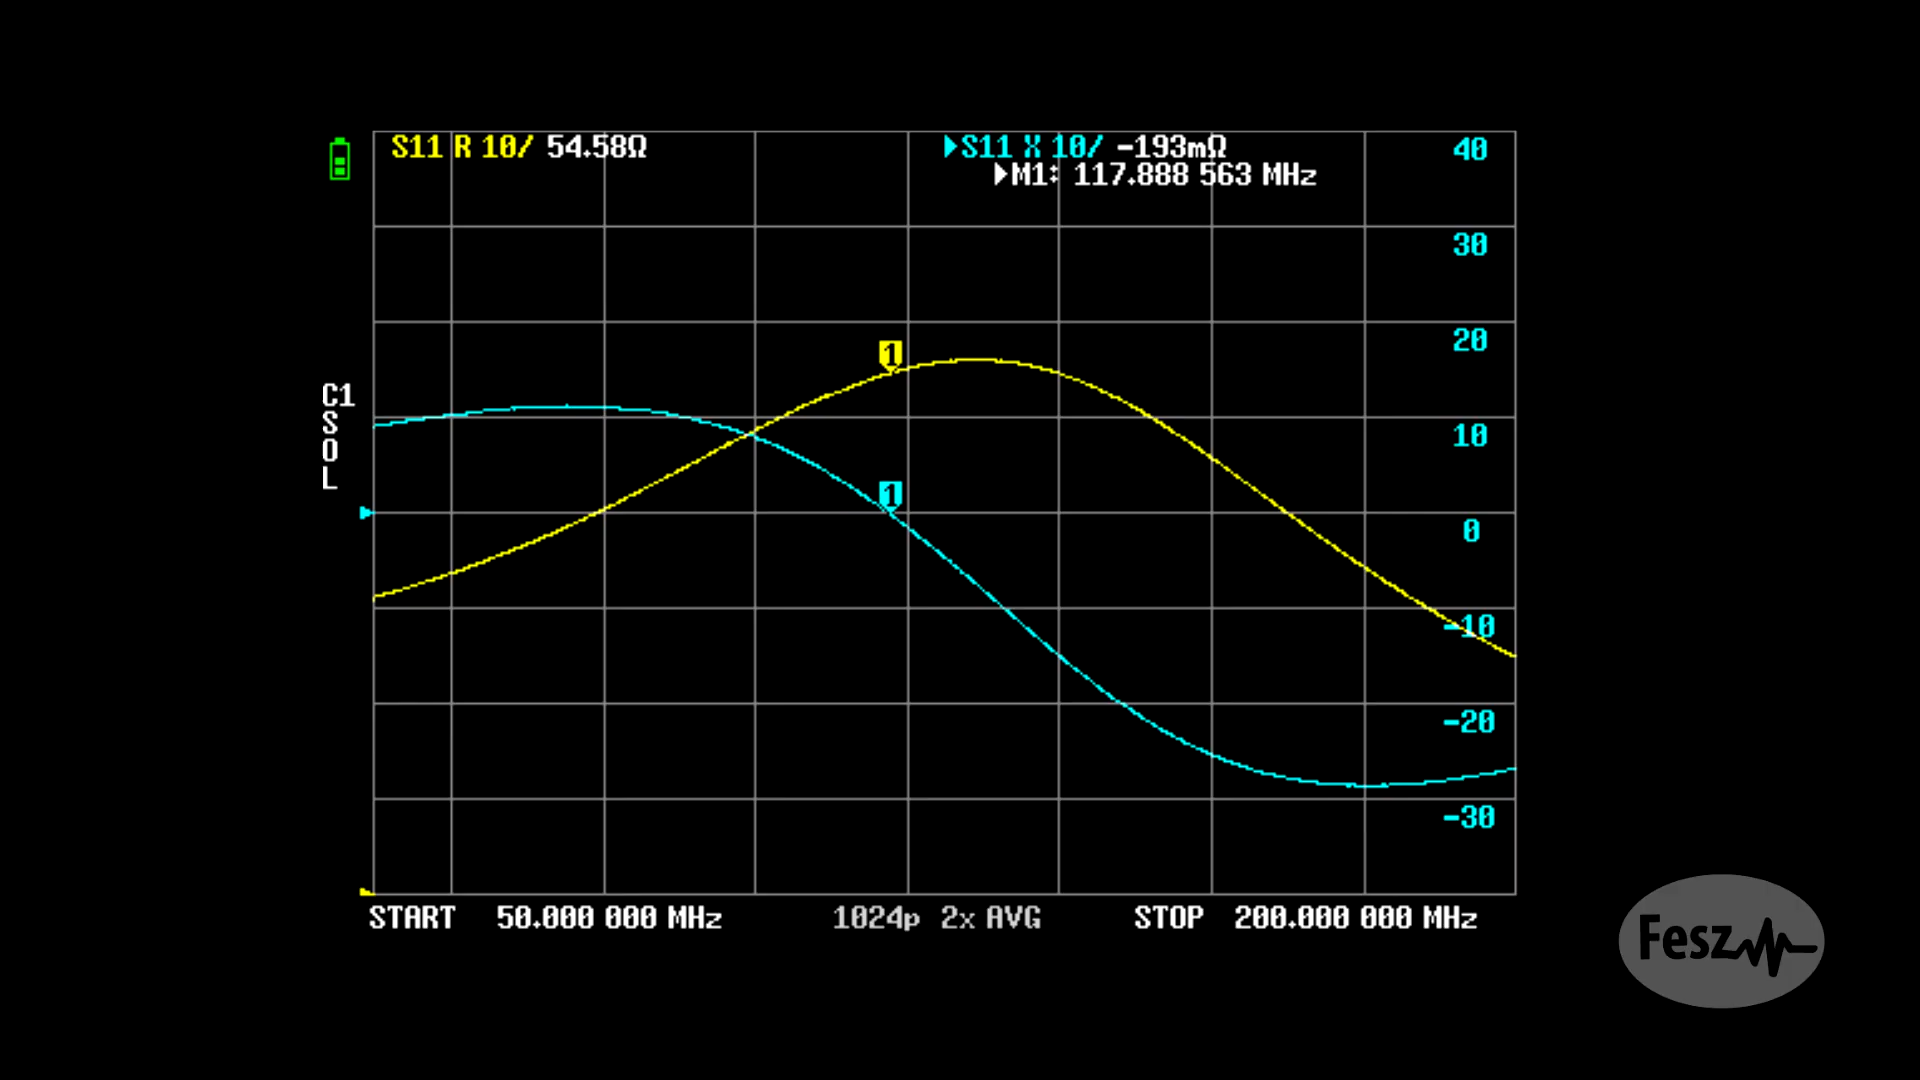 S11 R 10/ 54.58Ω
S11 X 10/ -193mΩ
M1: 117.888 563 MHz
40
30
20
10
0
-10
-20
-30
C1
S
O
L
1
1
START 50.000 000 MHz
1024p 2x AVG
STOP 200.000 000 MHz
Fesz